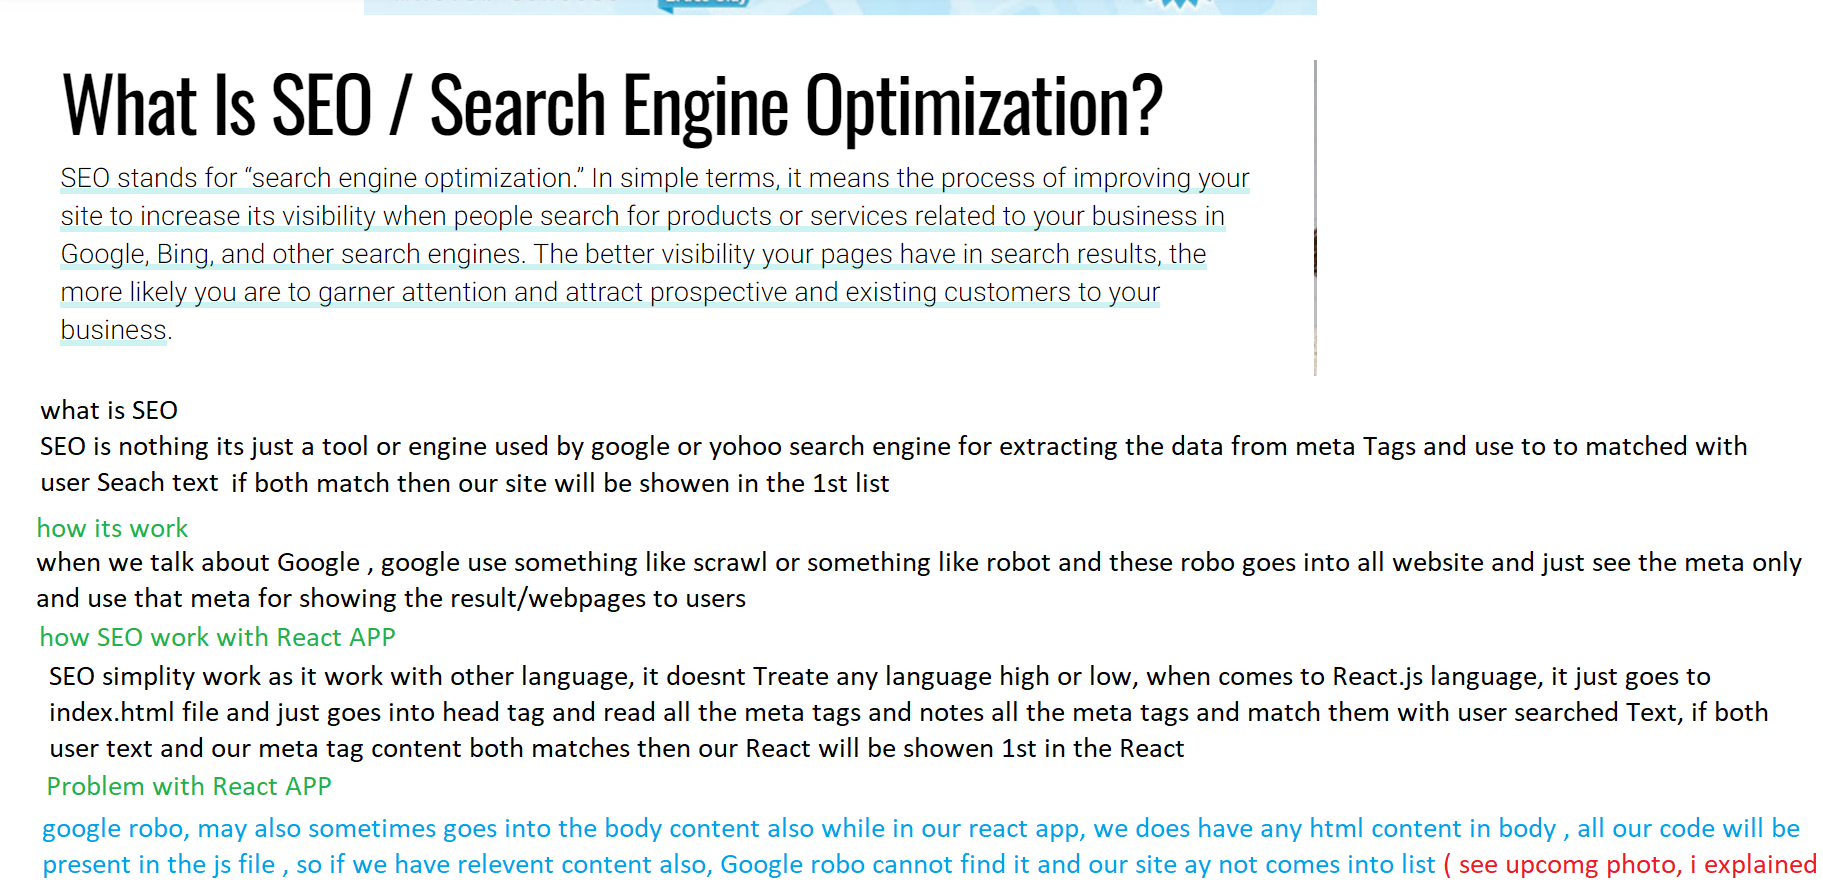 What Is SEO / Search Engine Optimization?
SEO stands for “search engine optimization.” In simple terms, it means the process of improving your
site to increase its visibility when people search for products or services related to your business in
Google, Bing, and other search engines. The better visibility your pages have in search results, the
more likely you are to garner attention and attract prospective and existing customers to your
business.
what is SEO
SEO is nothing its just a tool or engine used by google or yohoo search engine for extracting the data from meta Tags and use to to matched with
user Seach text if both match then our site will be showen in the 1st list
how its work
when we talk about Google , google use something like scrawl or something like robot and these robo goes into all website and just see the meta only
and use that meta for showing the result/webpages to users
how SEO work with React APP
SEO simplity work as it work with other language, it doesnt Treate any language high or low, when comes to React.js language, it just goes to
index.html file and just goes into head tag and read all the meta tags and notes all the meta tags and match them with user searched Text, if both
user text and our meta tag content both matches then our React will be showen 1st in the React
Problem with React APP
google robo, may also sometimes goes into the body content also while in our react app, we does have any html content in body , all our code will be
present in the js file , so if we have relevent content also, Google robo cannot find it and our site ay not comes into list ( see upcomg photo, i explained